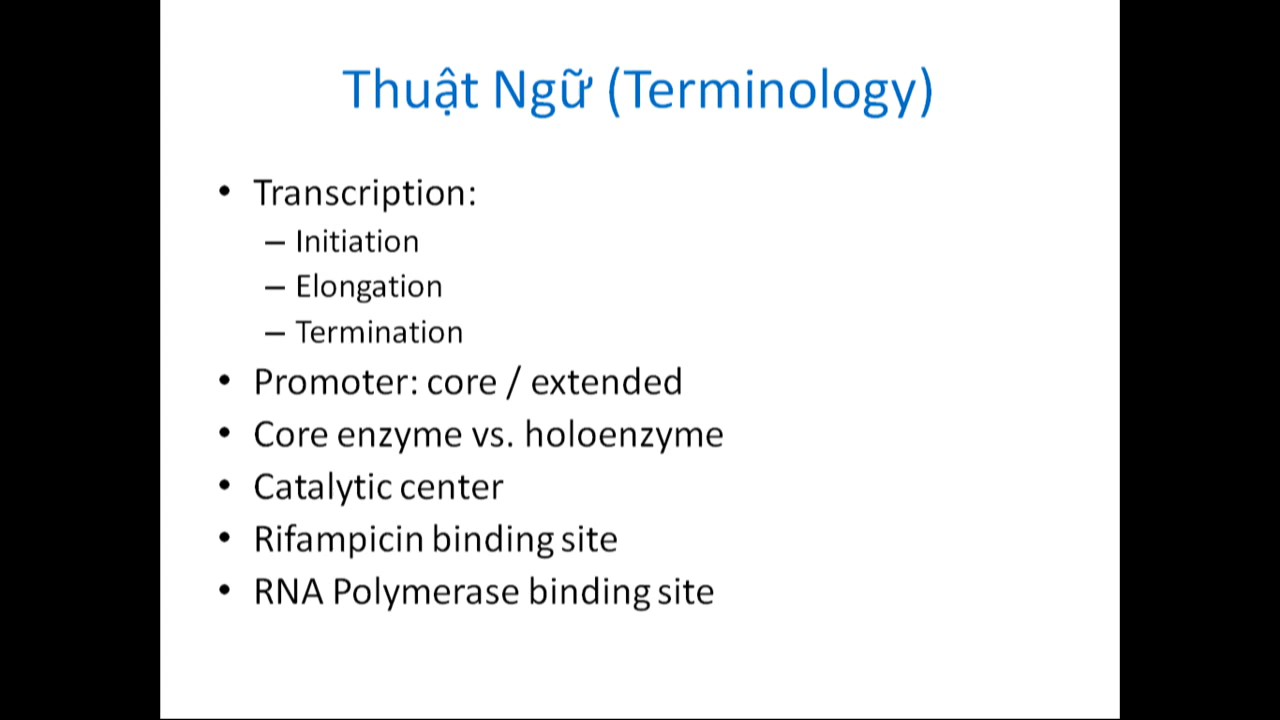 Thuật Ngữ (Terminology)
• Transcription:
– Initiation
– Elongation
– Termination
• Promoter: core / extended
• Core enzyme vs. holoenzyme
• Catalytic center
• Rifampicin binding site
• RNA Polymerase binding site